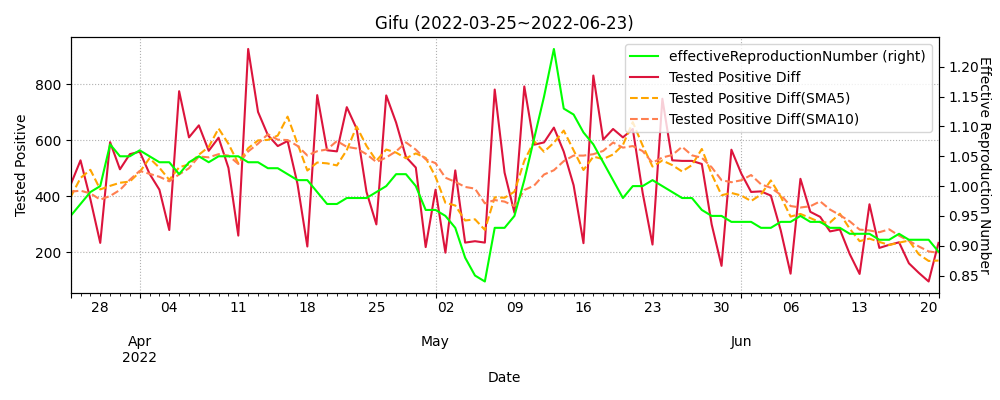 Gifu (2022-03-25~2022-06-23)
effectiveReproductionNumber (right)
Tested Positive Diff
Tested Positive Diff(SMA5)
Tested Positive Diff(SMA10)
Tested Positive
800
600
400
200
1.20
1.15
1.10
1.05
1.00
0.95
0.90
0.85
Effective Reproduction Number
28 04 11 18 25 02 09 16 23 30 06 13 20
Apr May Jun
2022
Date